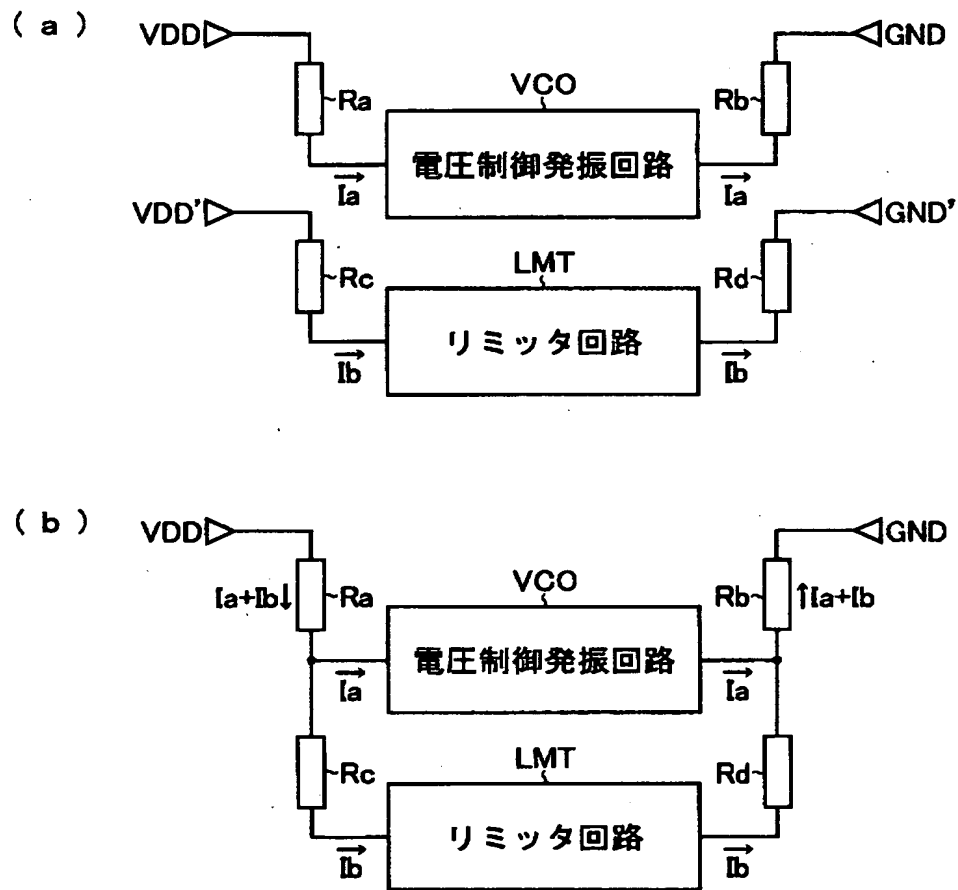 ( a )
VDD
GND
VCO
Ra
Rb
電圧制御発振回路
Ia
Ia
VDD'
GND'
LMT
Rc
Rd
リミッタ回路
Ib
Ib
( b )
VDD
GND
VCO
Ia+Ib↓
Ra
Rb
↑Ia+Ib
電圧制御発振回路
Ia
Ia
LMT
Rc
Rd
リミッタ回路
Ib
Ib